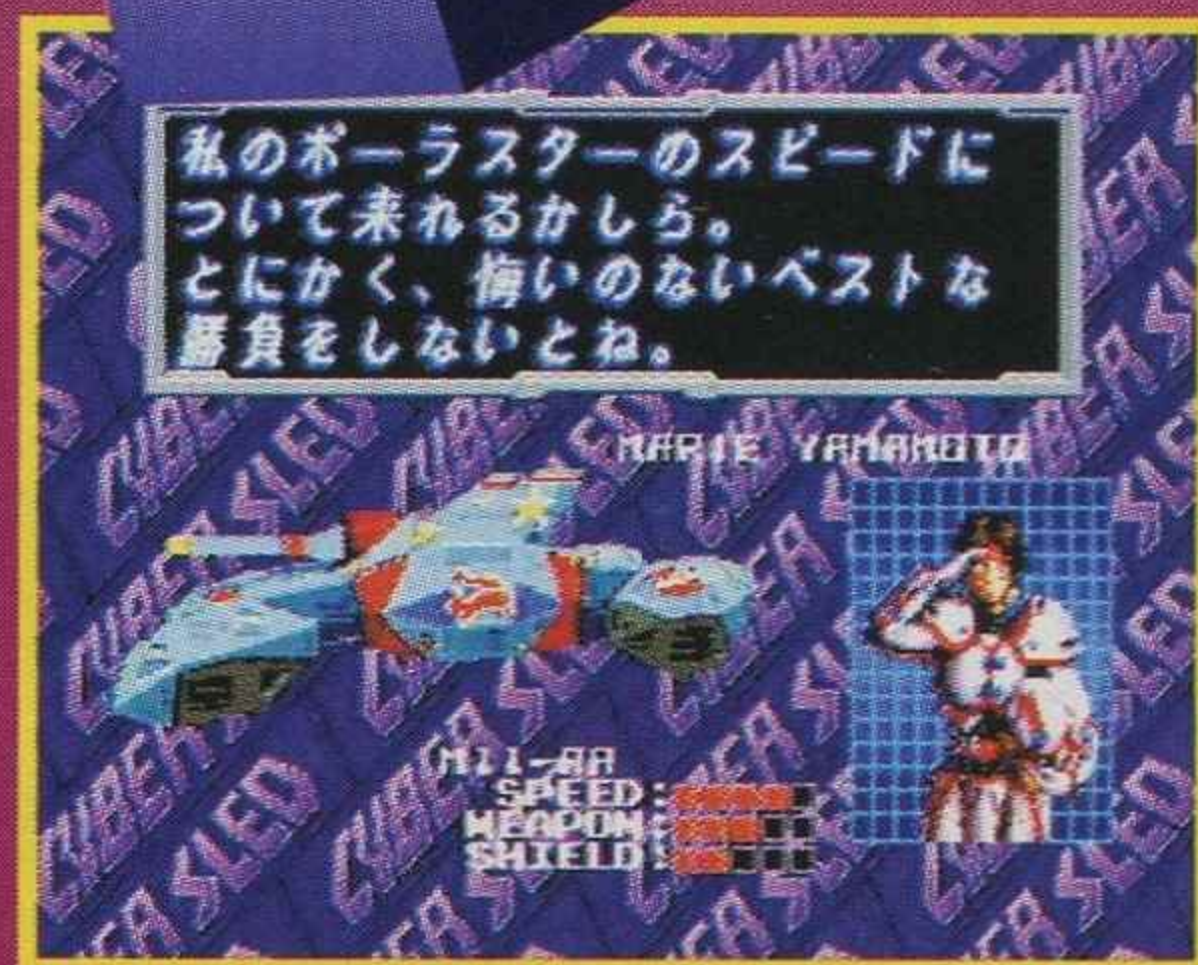 私のポーラスターのスピードに
ついて来れるかしら。
とにかく、悔いのないベストな
勝負をしないとね。
MARIE YAMAMOTO
M11-AA
SPEED:
WEAPON:
SHIELD:
CYBER SLED